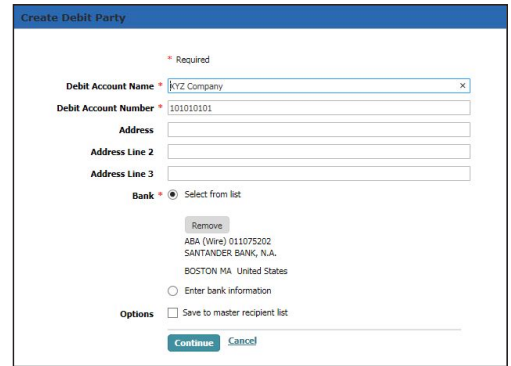 Create Debit Party
* Required
Debit Account Name * KYZ Company ×
Debit Account Number * 101010101
Address
Address Line 2
Address Line 3
Bank * Select from list
Remove
ABA (Wire) 011075202
SANTANDER BANK, N.A.
BOSTON MA United States
Enter bank information
Options Save to master recipient list
Continue Cancel